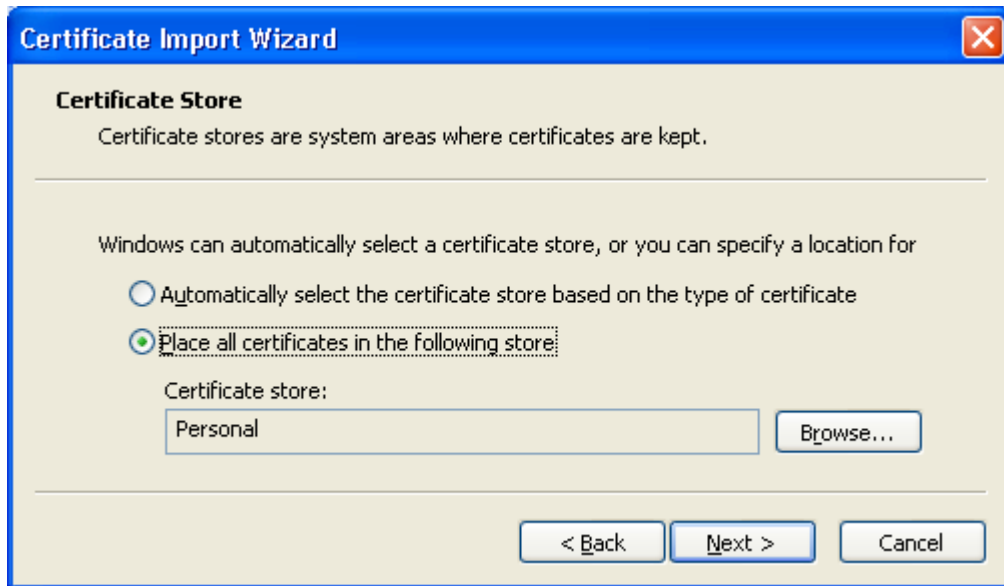 Certificate Import Wizard
Certificate Store
Certificate stores are system areas where certificates are kept.
Windows can automatically select a certificate store, or you can specify a location for
Automatically select the certificate store based on the type of certificate
Place all certificates in the following store
Certificate store:
Personal
Browse...
< Back
Next >
Cancel